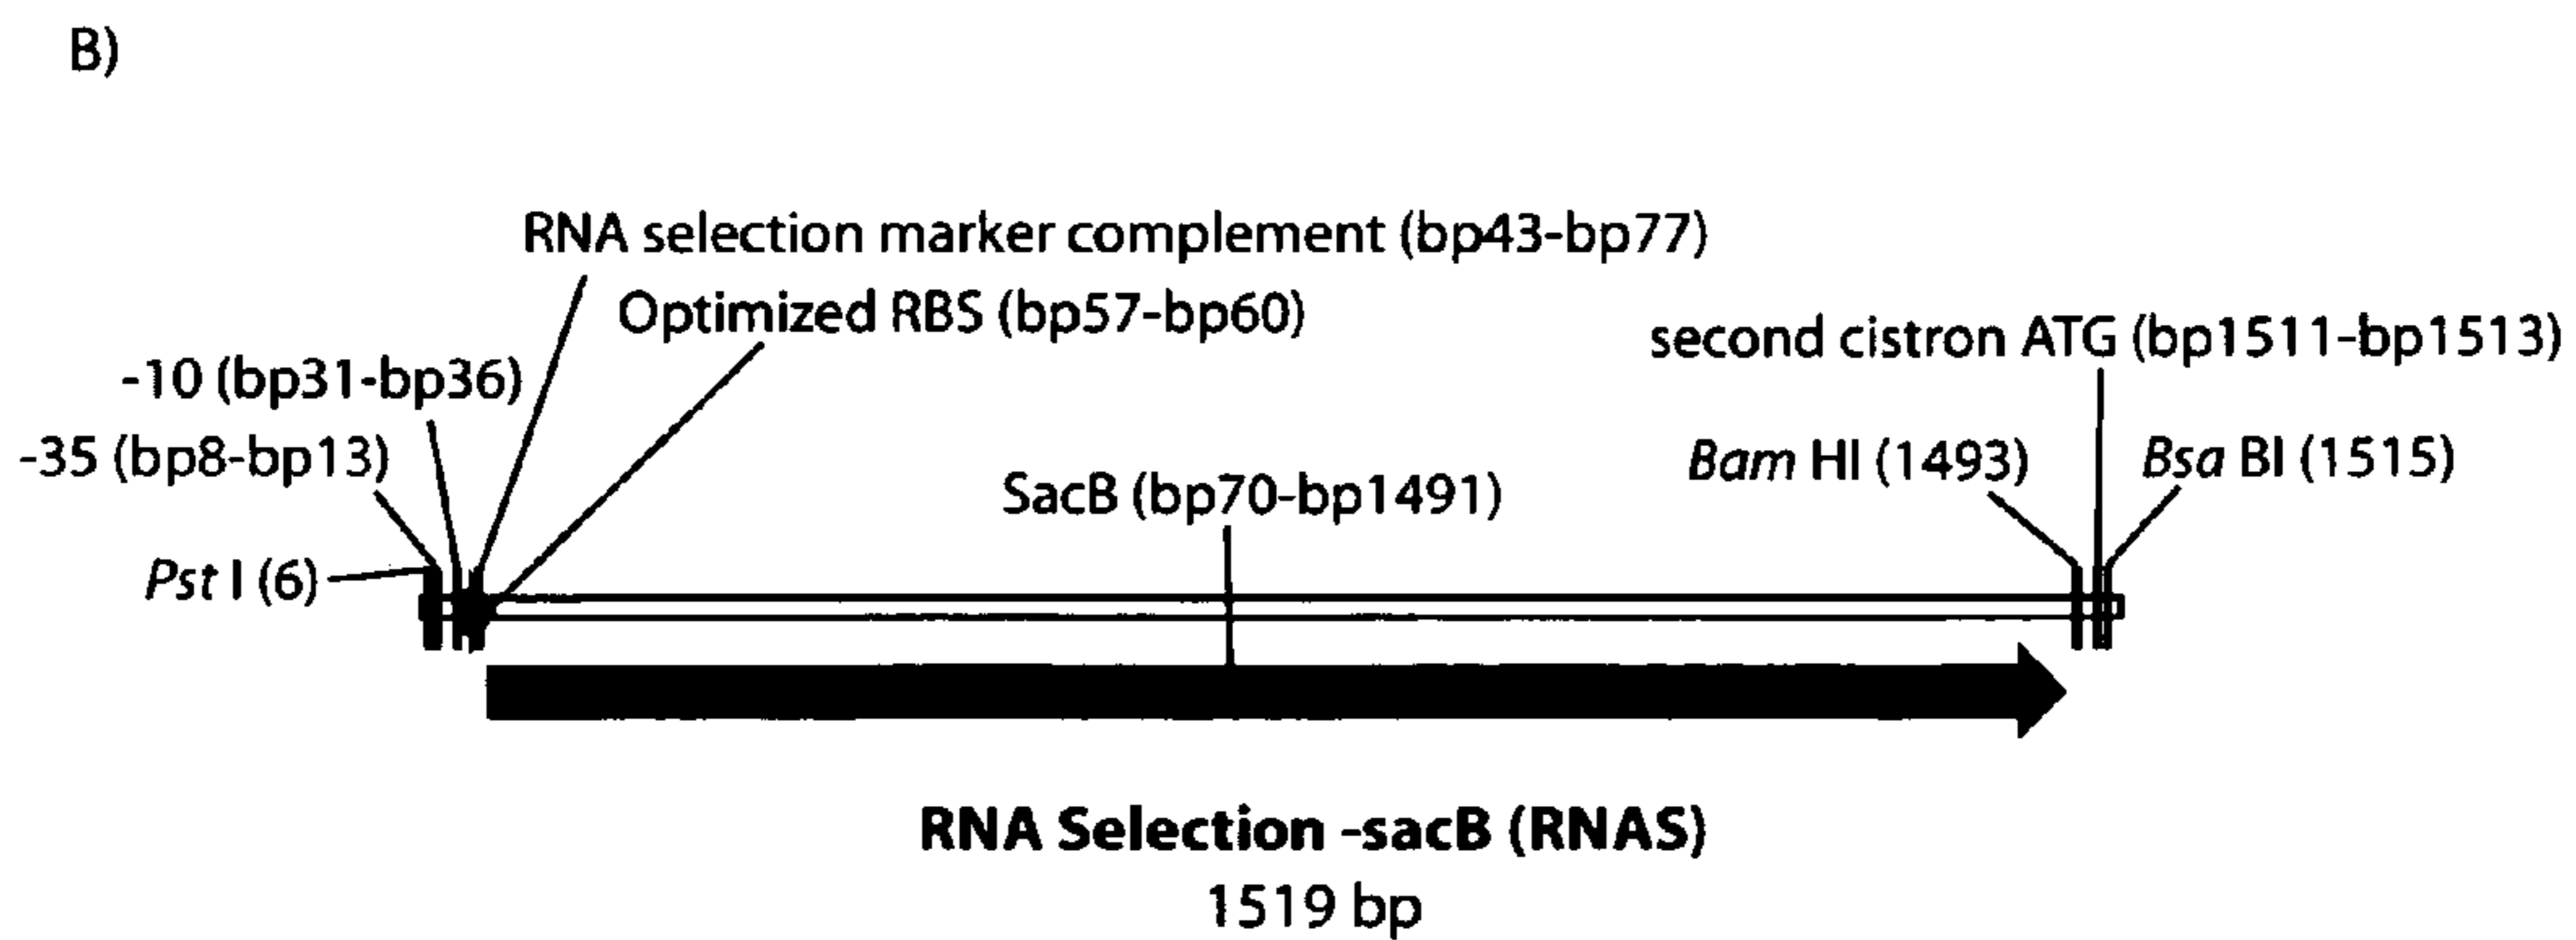 B)
RNA selection marker complement (bp43-bp77)
Optimized RBS (bp57-bp60)
second cistron ATG (bp1511-bp1513)
-10 (bp31-bp36)
-35 (bp8-bp13)
Bam HI (1493)
Bsa BI (1515)
SacB (bp70-bp1491)
Pst I (6)
RNA Selection -sacB (RNAS)
1519 bp